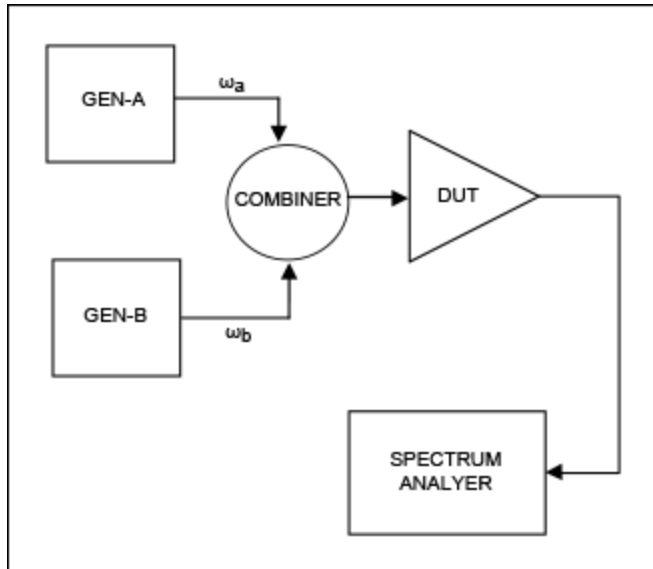 GEN-A
ωa
COMBINER
DUT
GEN-B
ωb
SPECTRUM
ANALYER